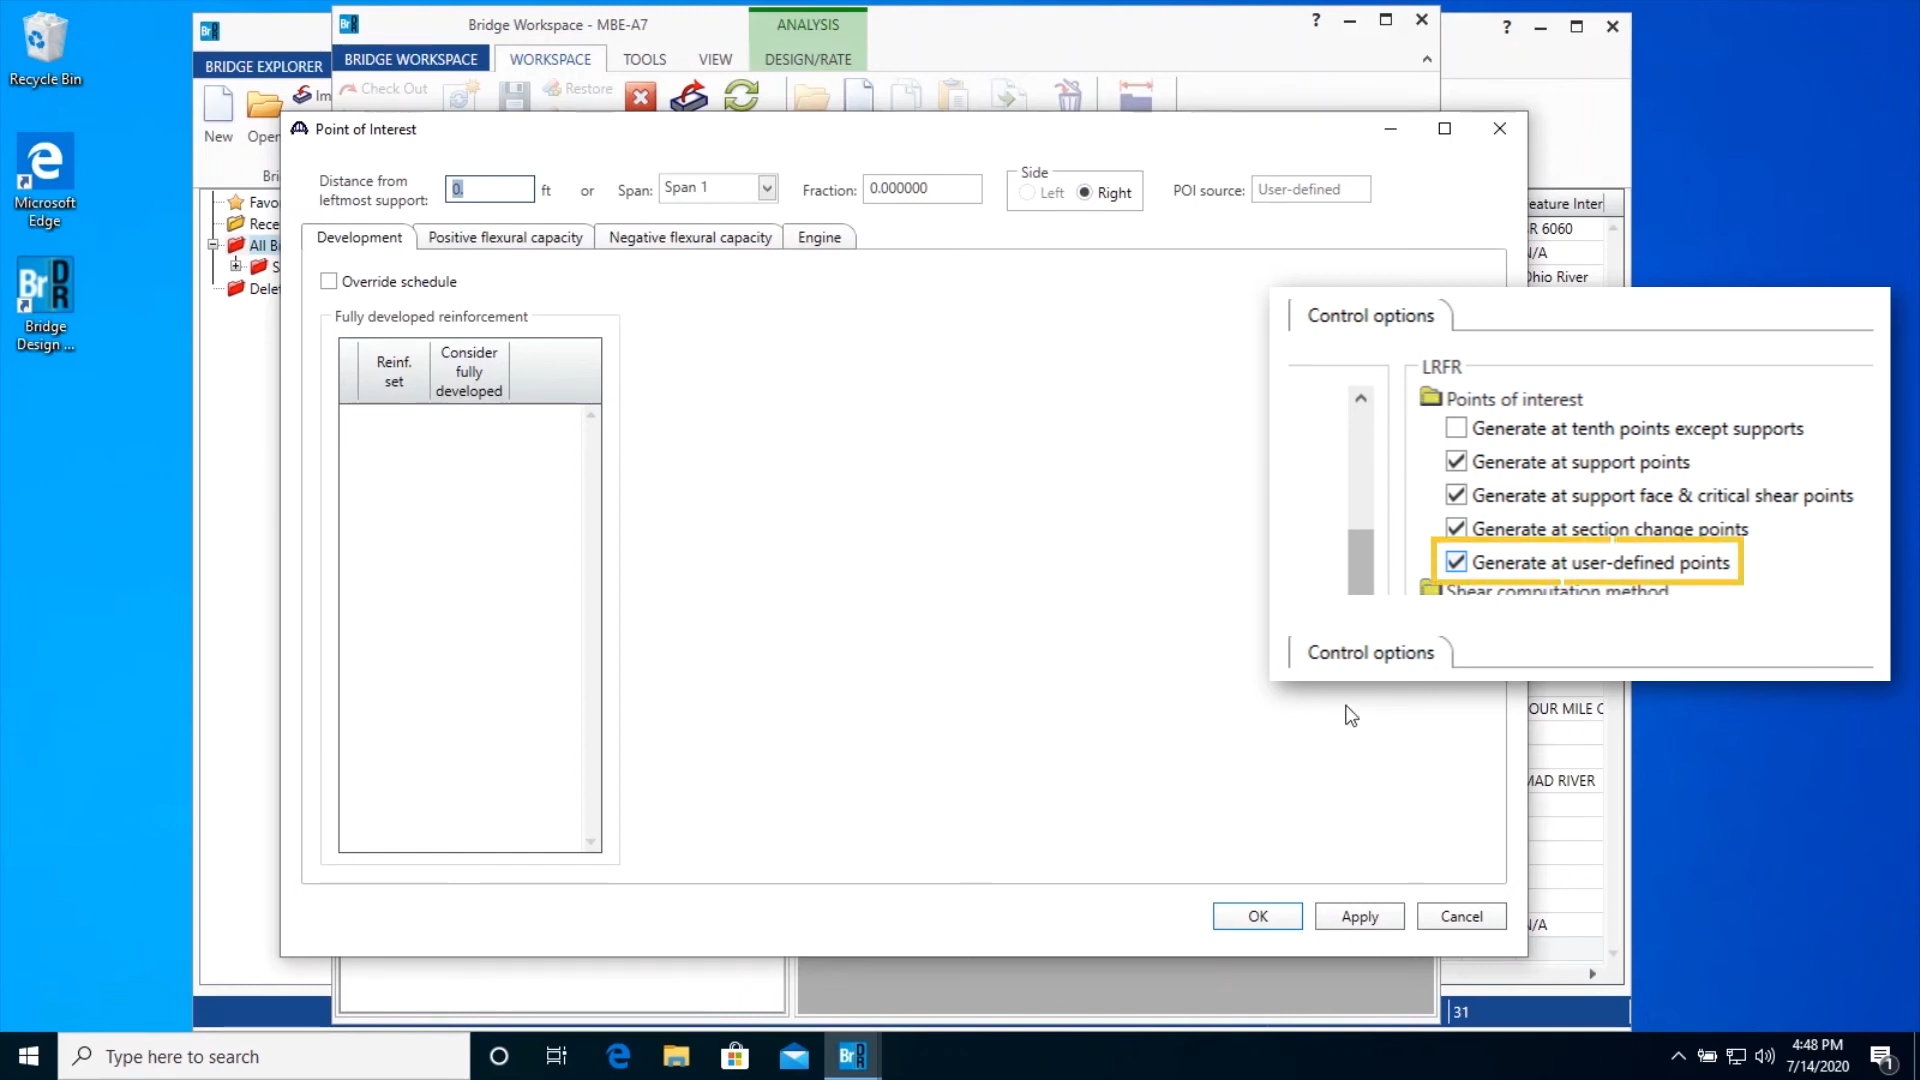 Recycle Bin
Microsoft
Edge
Bridge
Design ...
Bridge Workspace - MBE-A7
ANALYSIS
BRIDGE EXPLORER
BRIDGE WORKSPACE
WORKSPACE
TOOLS
VIEW
DESIGN/RATE
Check Out
Restore
New
Open
Point of Interest
Distance from
leftmost support:
0.
ft
or
Span:
Span 1
Fraction:
0.000000
Side
Left
Right
POI source:
User-defined
Development
Positive flexural capacity
Negative flexural capacity
Engine
Override schedule
Fully developed reinforcement
Reinf.
set
Consider
fully
developed
Control options
LRFR
Points of interest
Generate at tenth points except supports
Generate at support points
Generate at support face & critical shear points
Generate at section change points
Generate at user-defined points
Shear computation method
Control options
6060
Ohio River
OUR MILE C
MAD RIVER
N/A
OK
Apply
Cancel
31
Type here to search
BrDR
4:48 PM
7/14/2020
1